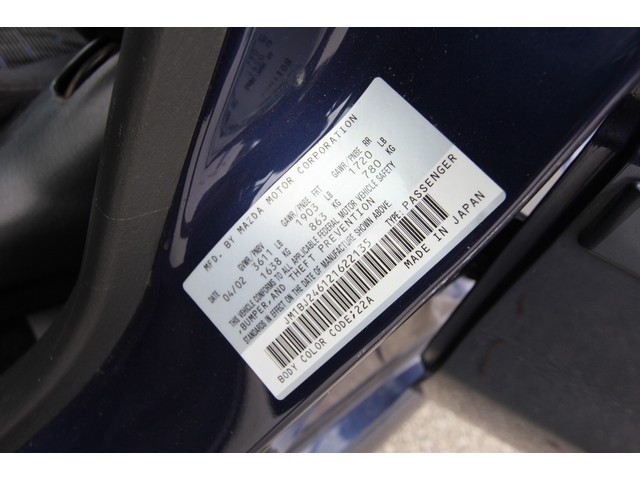 MFD. BY MAZDA MOTOR CORPORATION
DATE GVWR/PNBV GAWR/PNBE FRT GAWR/PNBE RR
04/02 3611 LB 1903 LB 1720 LB
1638 KG 863 KG 780 KG
THIS VEHICLE CONFORMS TO ALL APPLICABLE FEDERAL MOTOR VEHICLE SAFETY
,BUMPER,AND THEFT PREVENTION
STANDARDS IN EFFECT ON THE DATE OF MANUFACTURE SHOWN ABOVE.
JM1BJ246121622135 TYPE:PASSENGER
BODY COLOR CODE;22A MADE IN JAPAN